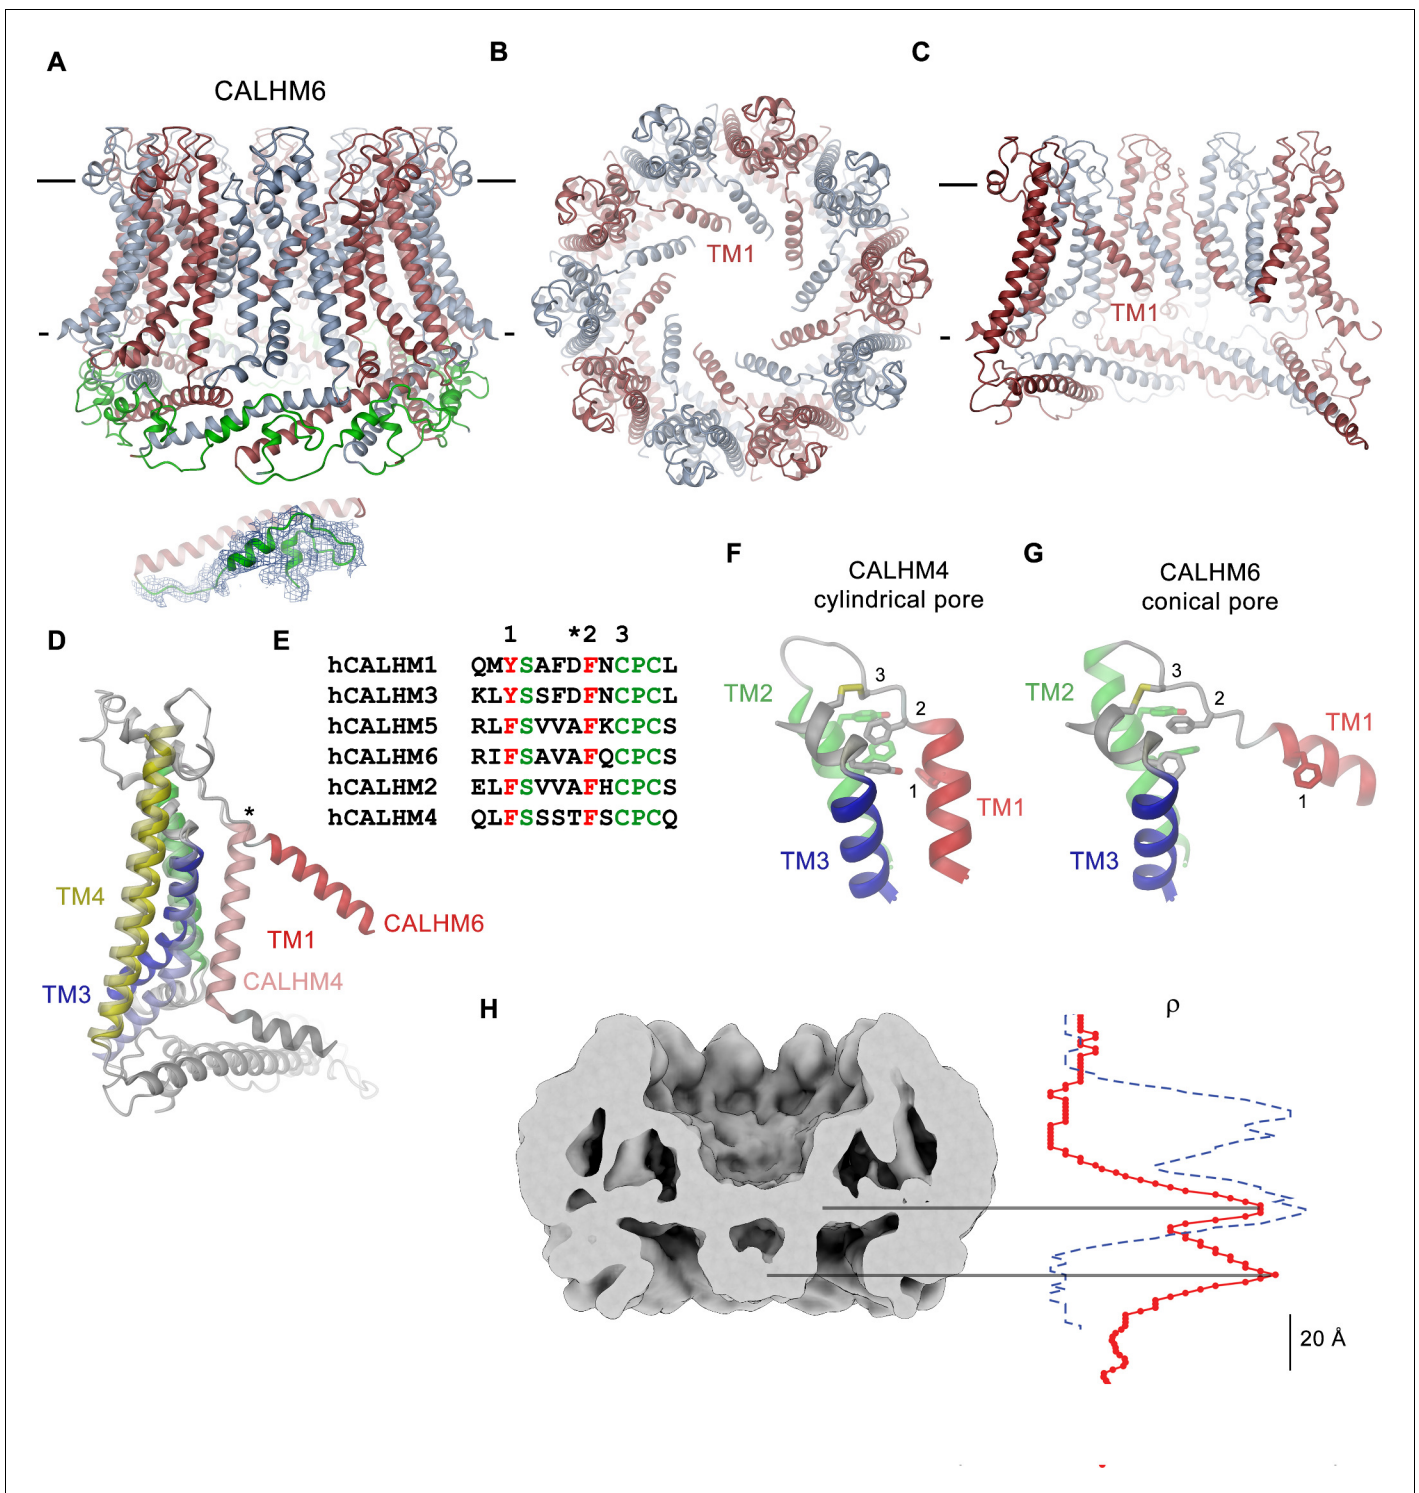 A
CALHM6
B
TM1
C
TM1
D
*
TM4
TM3
TM1
CALHM6
CALHM4
E
1 *2 3
hCALHM1 QMYSAFDFNCPCL
hCALHM3 KLYSSFDFNCPCL
hCALHM5 RLFSVVAFKCPCS
hCALHM6 RIFSAVAFQCPCS
hCALHM2 ELFSVVAFHCPCS
hCALHM4 QLFSSSTFSCPCQ
F
CALHM4
cylindrical pore
3
TM2
2
1
TM1
TM3
G
CALHM6
conical pore
3
TM2
2
TM1
1
TM3
H
ρ
20 Å